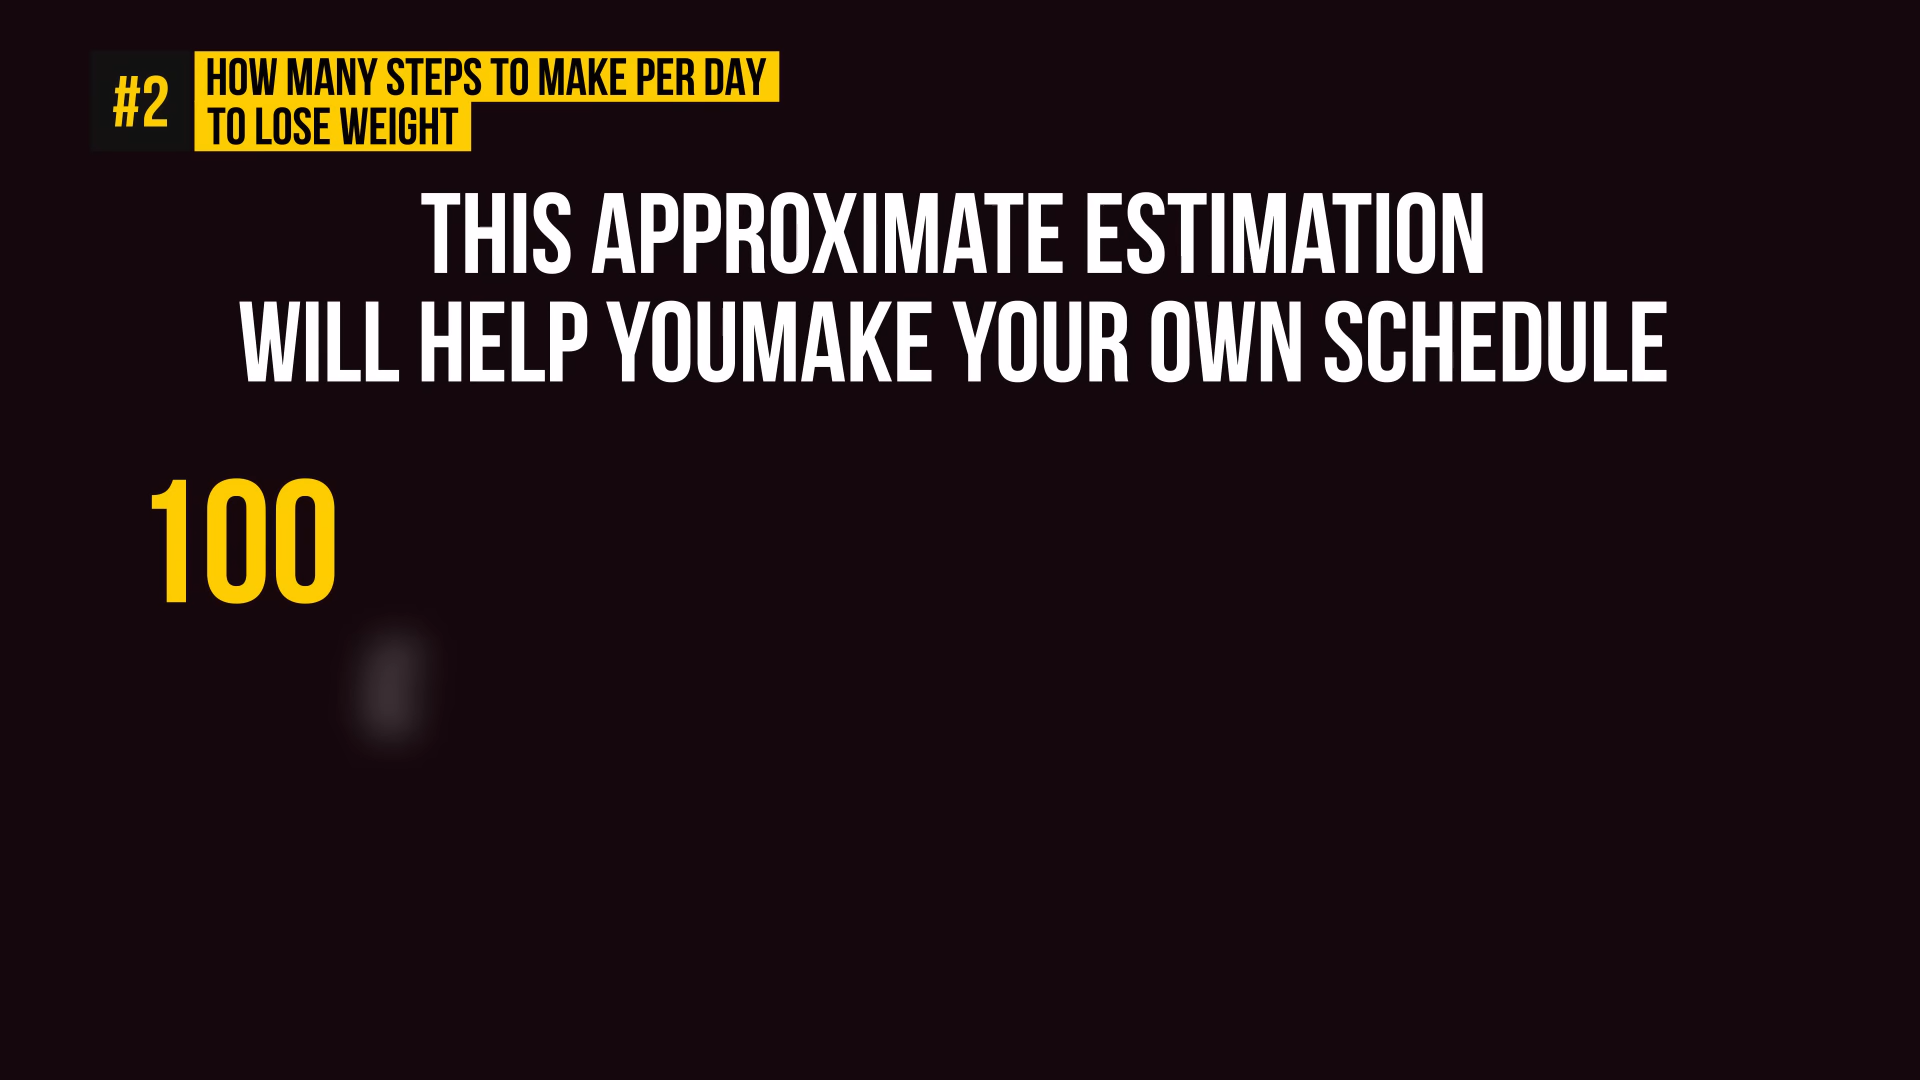 #2
HOW MANY STEPS TO MAKE PER DAY
TO LOSE WEIGHT
THIS APPROXIMATE ESTIMATION
WILL HELP YOUMAKE YOUR OWN SCHEDULE
100